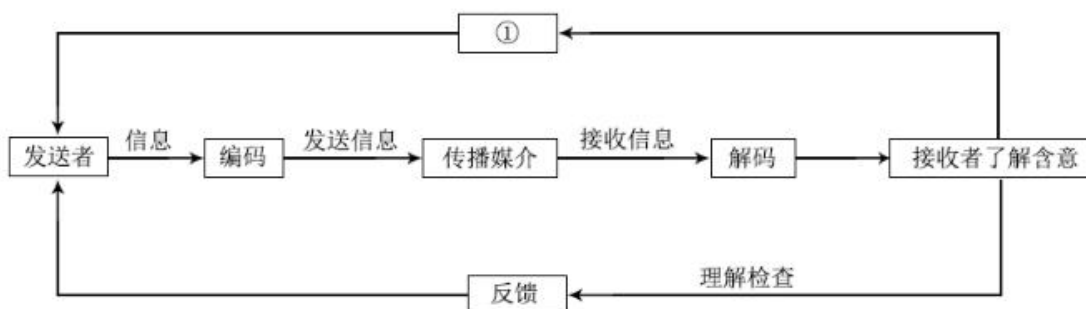 ①
发送者
信息
编码
发送信息
传播媒介
接收信息
解码
接收者了解含意
反馈
理解检查